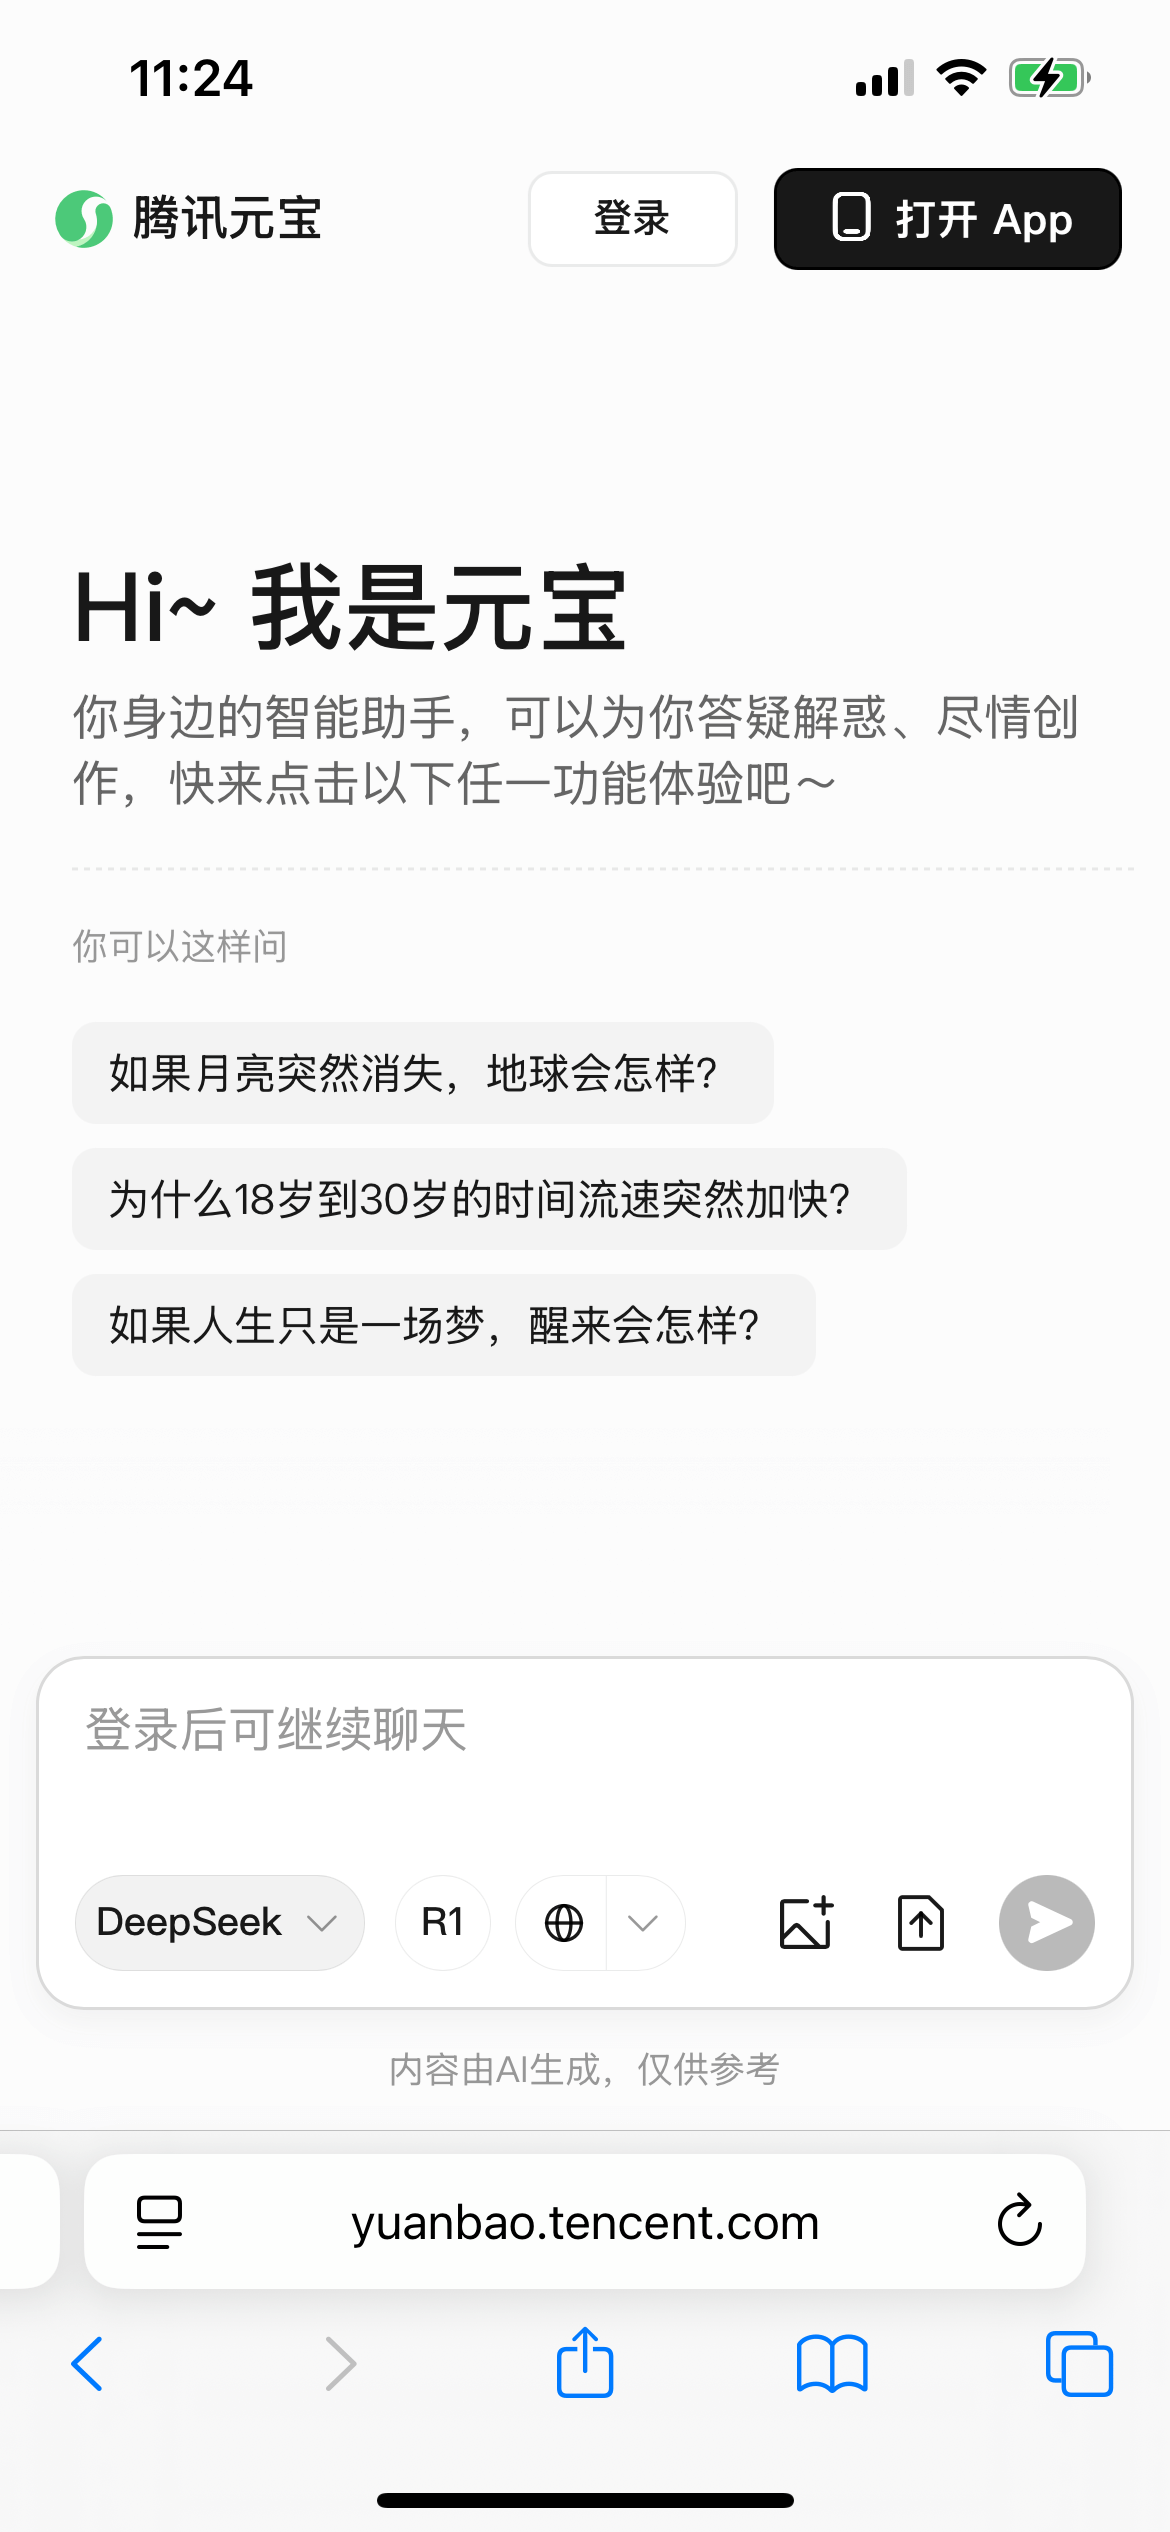 11:24
腾讯元宝
登录
打开 App
Hi~ 我是元宝
你身边的智能助手，可以为你答疑解惑、尽情创
作，快来点击以下任一功能体验吧～
你可以这样问
如果月亮突然消失，地球会怎样?
为什么18岁到30岁的时间流速突然加快?
如果人生只是一场梦，醒来会怎样?
登录后可继续聊天
DeepSeek
R1
内容由AI生成，仅供参考
yuanbao.tencent.com